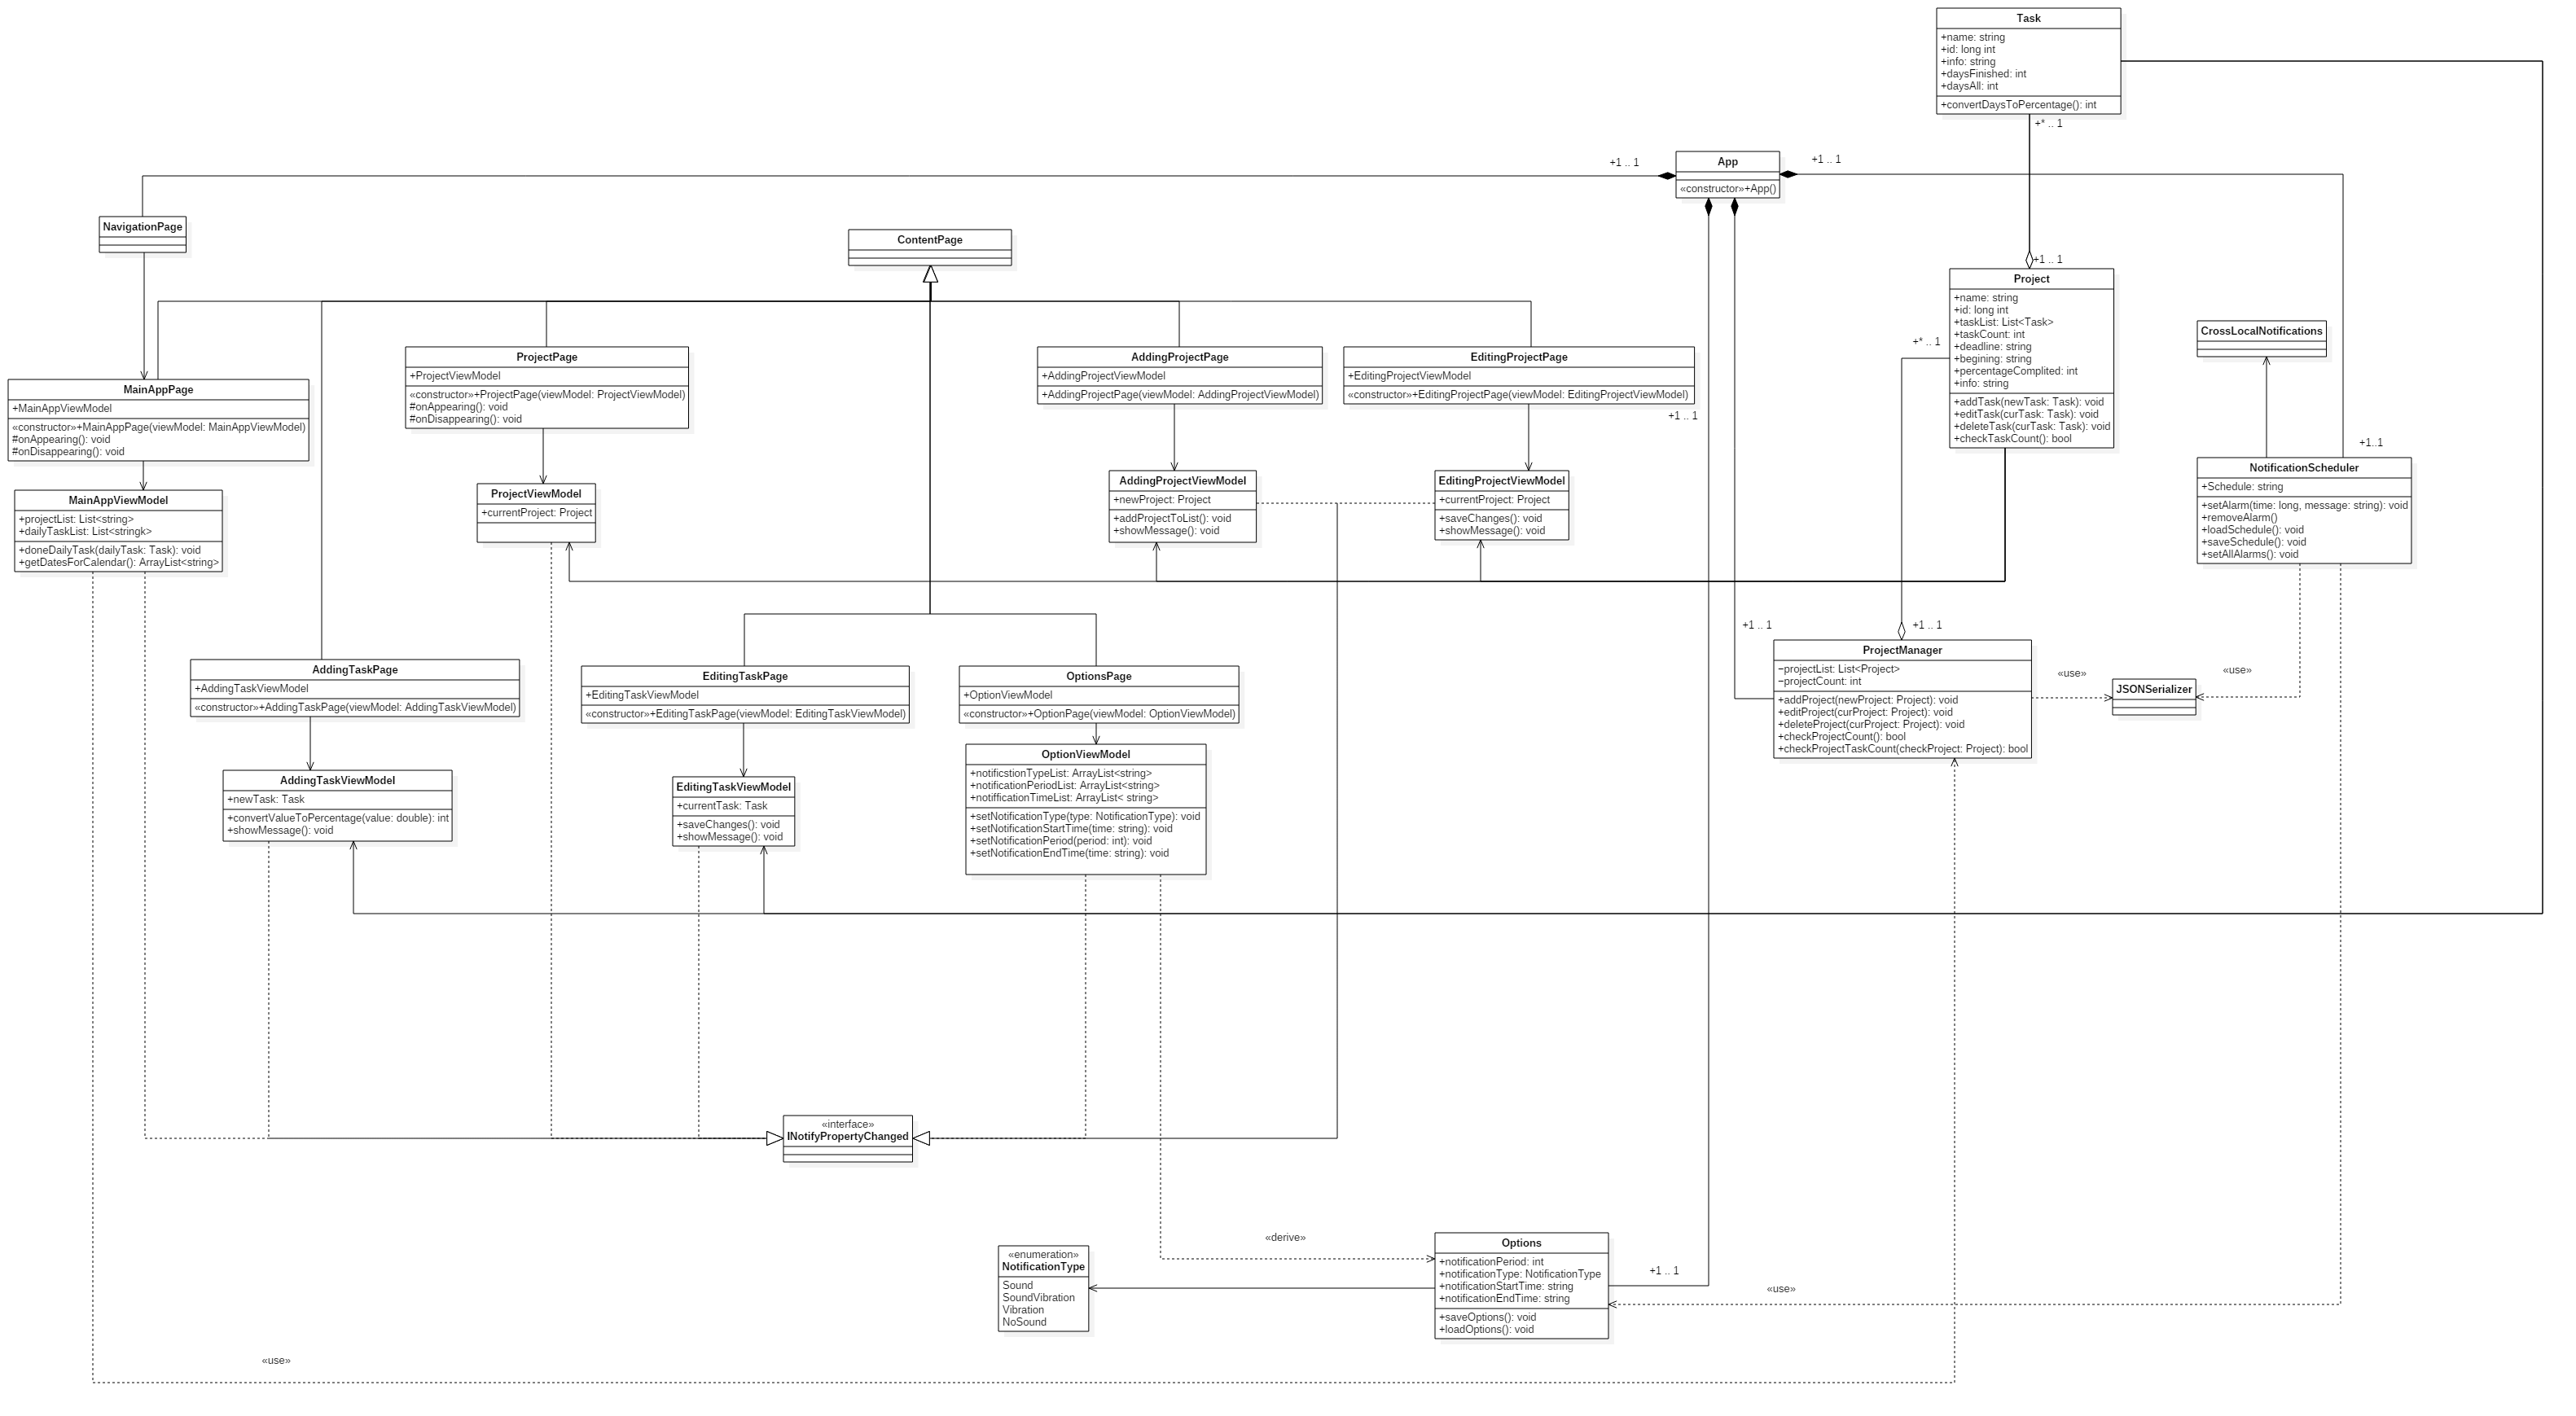 Task
+name: string
+id: long int
+info: string
+daysFinished: int
+daysAll: int
+convertDaysToPercentage(): int
+* .. 1
+1 .. 1
App
«constructor»+App()
+1 .. 1
NavigationPage
ContentPage
+1 .. 1
Project
+name: string
+id: long int
+taskList: List<Task>
+taskCount: int
+deadline: string
+begining: string
+percentageComplited: int
+info: string
+addTask(newTask: Task): void
+editTask(curTask: Task): void
+deleteTask(curTask: Task): void
+checkTaskCount(): bool
+* .. 1
CrossLocalNotifications
MainAppPage
+MainAppViewModel
«constructor»+MainAppPage(viewModel: MainAppViewModel)
#onAppearing(): void
#onDisappearing(): void
ProjectPage
+ProjectViewModel
«constructor»+ProjectPage(viewModel: ProjectViewModel)
#onAppearing(): void
#onDisappearing(): void
AddingProjectPage
+AddingProjectViewModel
+AddingProjectPage(viewModel: AddingProjectViewModel)
EditingProjectPage
+EditingProjectViewModel
«constructor»+EditingProjectPage(viewModel: EditingProjectViewModel)
+1 .. 1
+1..1
MainAppViewModel
+projectList: List<string>
+dailyTaskList: List<stringk>
+doneDailyTask(dailyTask: Task): void
+getDatesForCalendar(): ArrayList<string>
ProjectViewModel
+currentProject: Project
AddingProjectViewModel
+newProject: Project
+addProjectToList(): void
+showMessage(): void
EditingProjectViewModel
+currentProject: Project
+saveChanges(): void
+showMessage(): void
NotificationScheduler
+Schedule: string
+setAlarm(time: long, message: string): void
+removeAlarm()
+loadSchedule(): void
+saveSchedule(): void
+setAllAlarms(): void
+1 .. 1
+1 .. 1
AddingTaskPage
+AddingTaskViewModel
«constructor»+AddingTaskPage(viewModel: AddingTaskViewModel)
EditingTaskPage
+EditingTaskViewModel
«constructor»+EditingTaskPage(viewModel: EditingTaskViewModel)
OptionsPage
+OptionViewModel
«constructor»+OptionPage(viewModel: OptionViewModel)
ProjectManager
−projectList: List<Project>
−projectCount: int
+addProject(newProject: Project): void
+editProject(curProject: Project): void
+deleteProject(curProject: Project): void
+checkProjectCount(): bool
+checkProjectTaskCount(checkProject: Project): bool
«use»
«use»
JSONSerializer
AddingTaskViewModel
+newTask: Task
+convertValueToPercentage(value: double): int
+showMessage(): void
EditingTaskViewModel
+currentTask: Task
+saveChanges(): void
+showMessage(): void
OptionViewModel
+notificstionTypeList: ArrayList<string>
+notificationPeriodList: ArrayList<string>
+notifficationTimeList: ArrayList< string>
+setNotificationType(type: NotificationType): void
+setNotificationStartTime(time: string): void
+setNotificationPeriod(period: int): void
+setNotificationEndTime(time: string): void
«interface»
INotifyPropertyChanged
«derive»
«enumeration»
NotificationType
Sound
SoundVibration
Vibration
NoSound
Options
+notificationPeriod: int
+notificationType: NotificationType
+notificationStartTime: string
+notificationEndTime: string
+saveOptions(): void
+loadOptions(): void
+1 .. 1
«use»
«use»